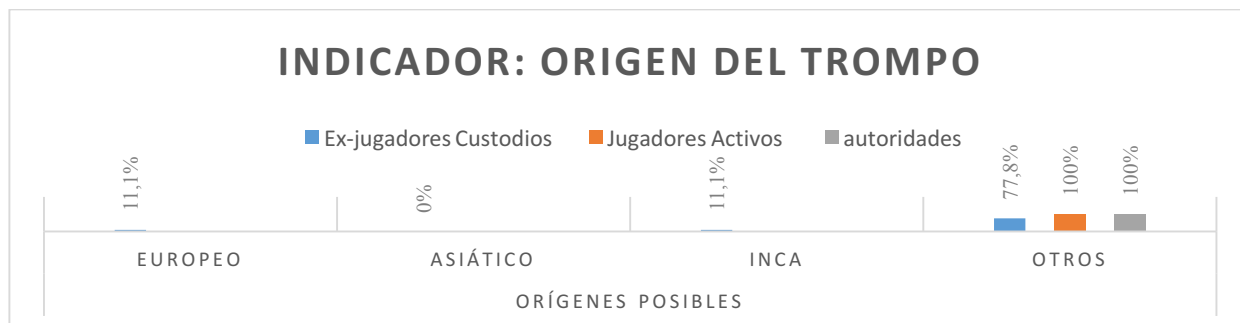 INDICADOR: ORIGEN DEL TROMPO
Ex-jugadores Custodios Jugadores Activos autoridades
11,1% 0% 11,1% 77,8% 100% 100%
EUROPEO ASIÁTICO INCA OTROS
ORÍGENES POSIBLES